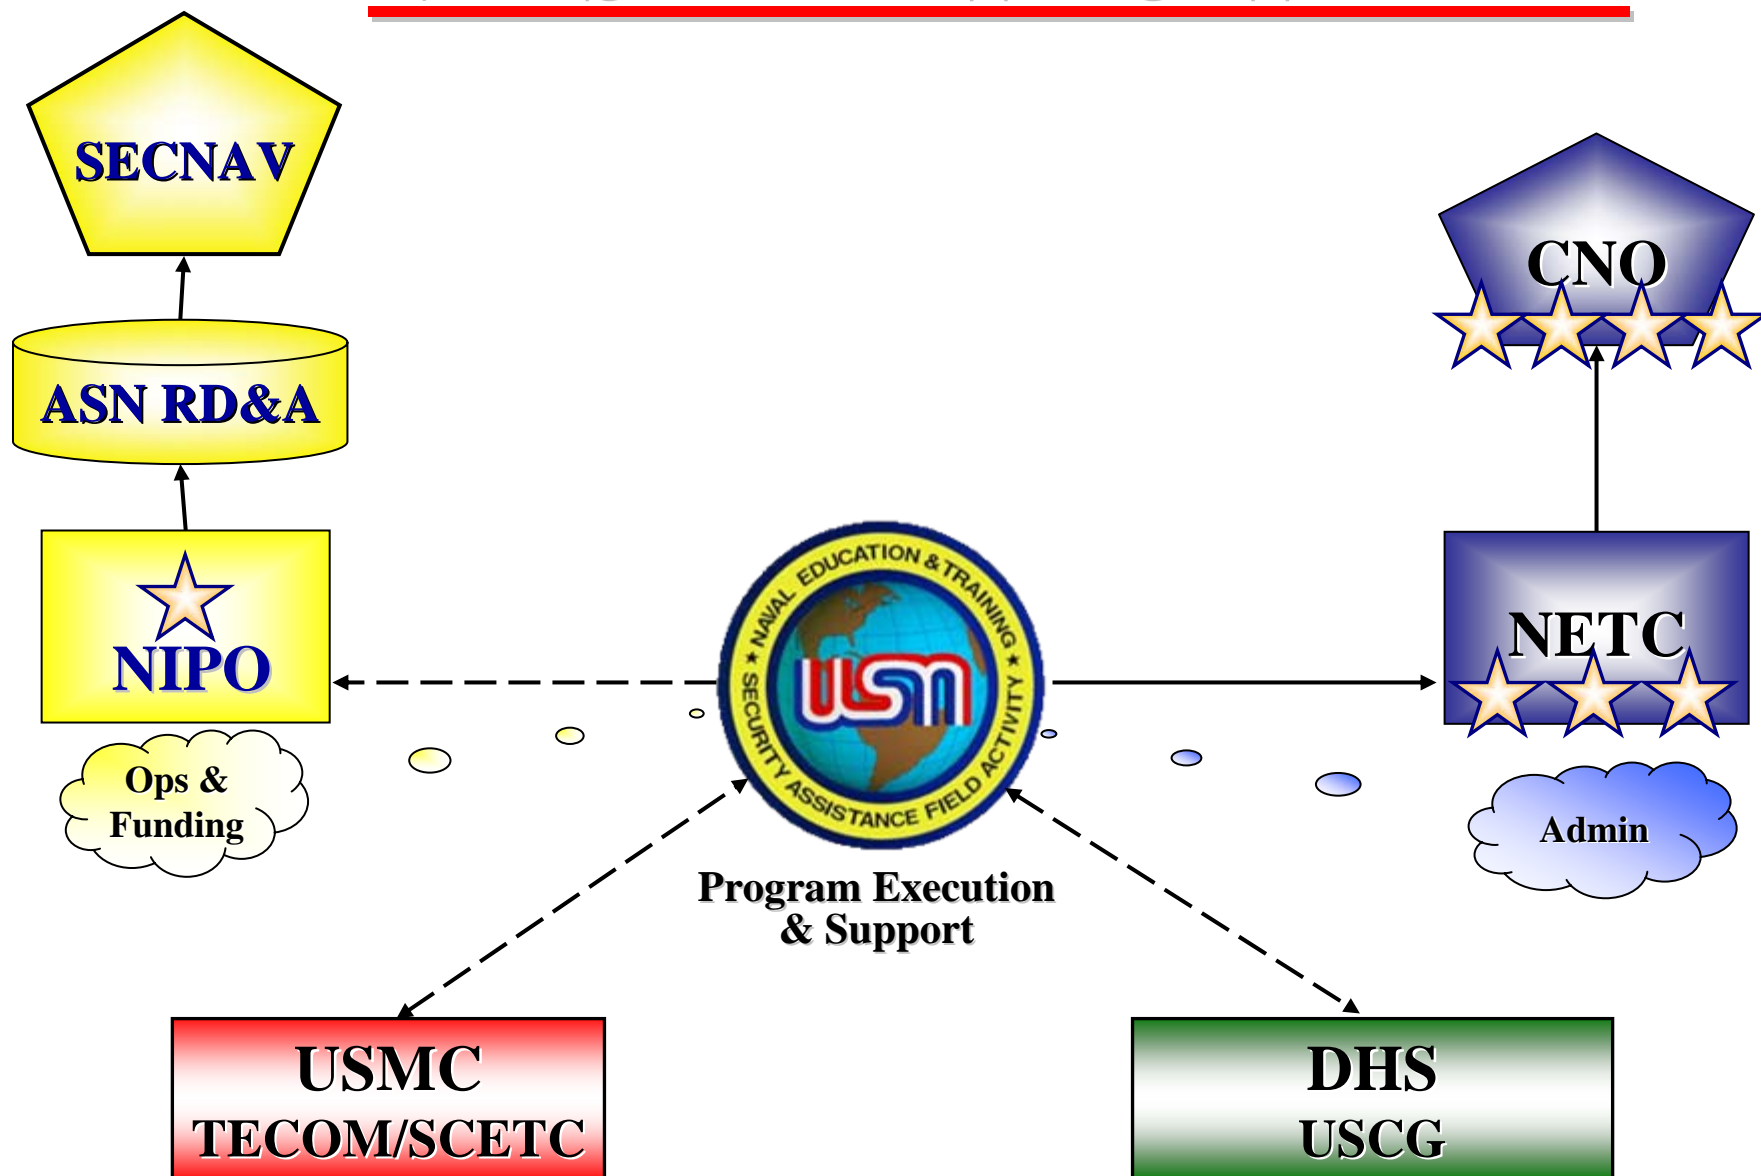 SECNAV
CNO
ASN RD&A
NIPO
NETC
NAVAL EDUCATION & TRAINING
★ SECURITY ASSISTANCE FIELD ACTIVITY ★
USN
Ops &
Funding
Admin
Program Execution
& Support
USMC
TECOM/SCETC
DHS
USCG